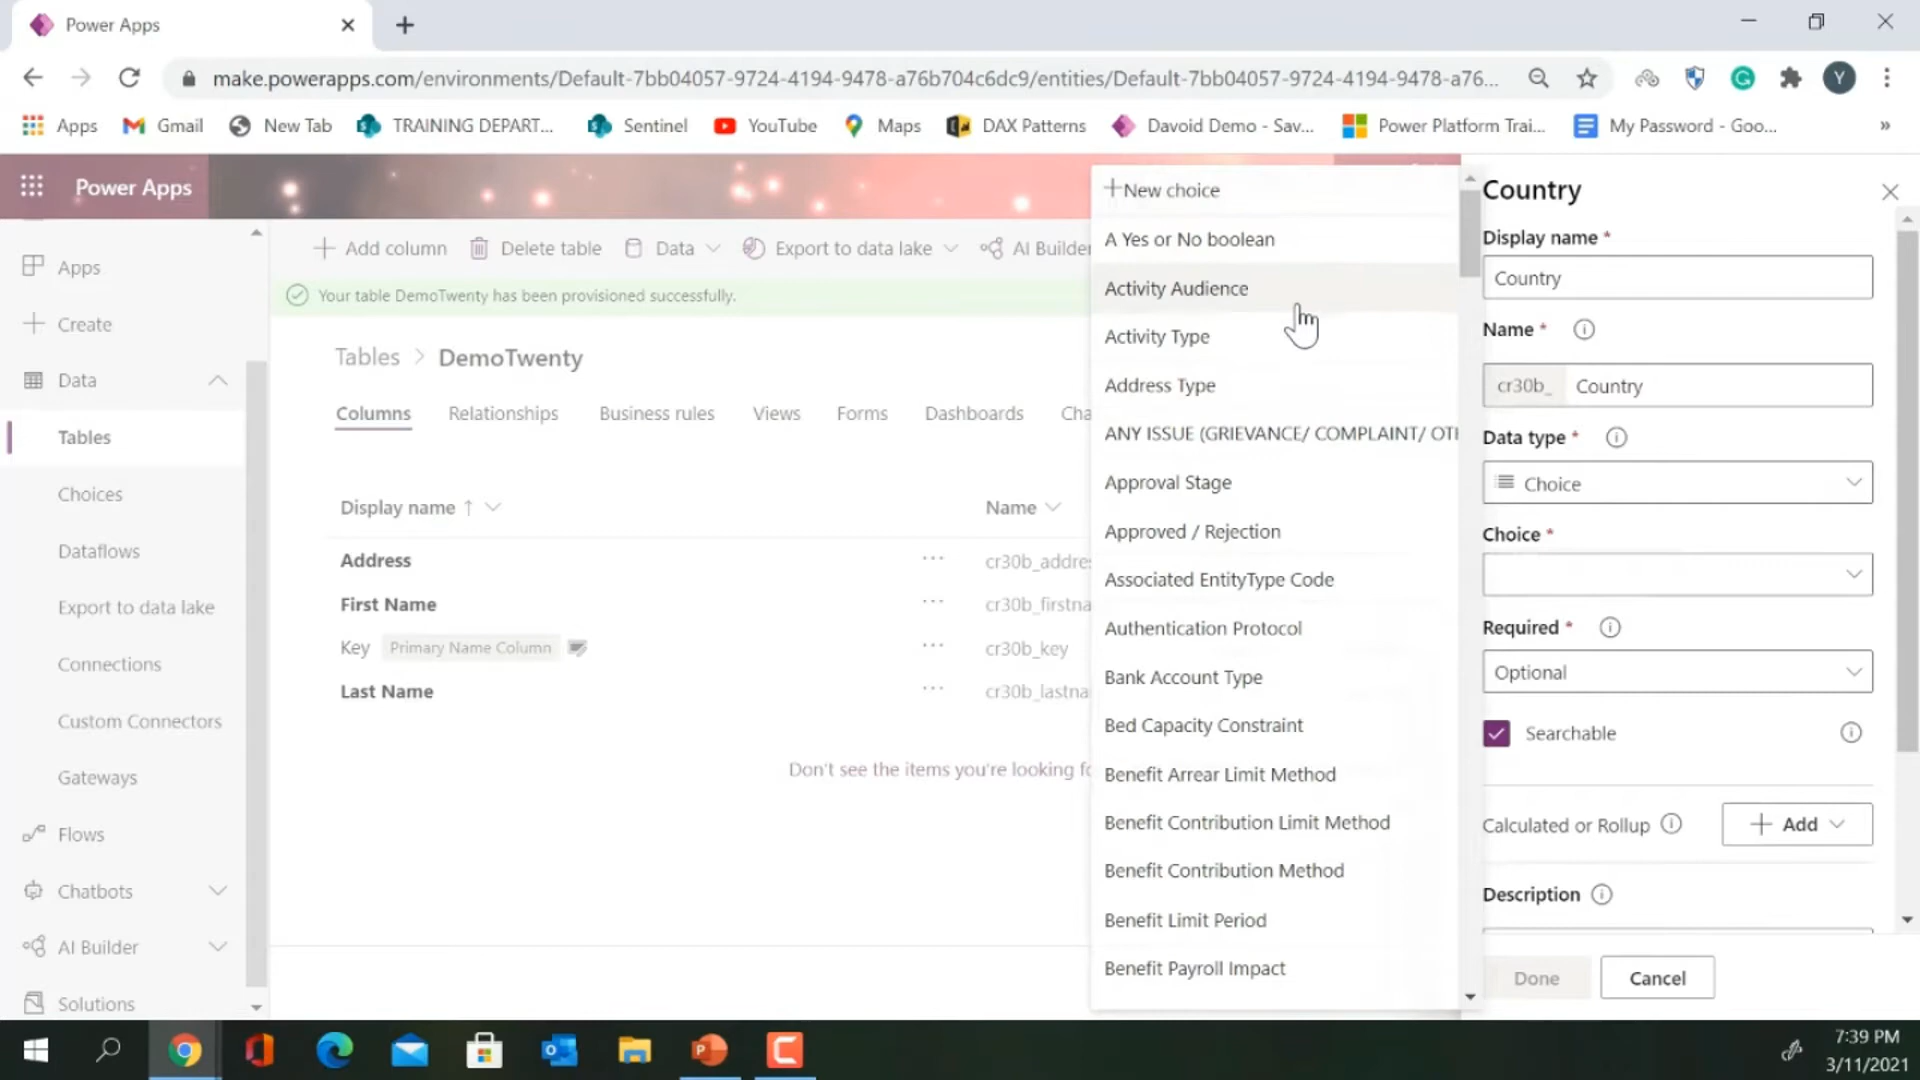 Power Apps
make.powerapps.com/environments/Default-7bb04057-9724-4194-9478-a76b704c6dc9/entities/Default-7bb04057-9724-4194-9478-a76...
Y
Apps Gmail New Tab TRAINING DEPART... Sentinel YouTube Maps DAX Patterns Davoid Demo - Sav... Power Platform Trai... My Password - Goo... »
Power Apps
Apps
Create
Data
Tables
Choices
Dataflows
Export to data lake
Connections
Custom Connectors
Gateways
Flows
Chatbots
AI Builder
Solutions
Add column Delete table Data Export to data lake AI Builder
Your table DemoTwenty has been provisioned successfully.
Tables > DemoTwenty
Columns Relationships Business rules Views Forms Dashboards Cha
Display name ↑ Name
Address ... cr30b_addre
First Name ... cr30b_firstna
Key Primary Name Column ... cr30b_key
Last Name ... cr30b_lastna
Don't see the items you're looking fo
+New choice
A Yes or No boolean
Activity Audience
Activity Type
Address Type
ANY ISSUE (GRIEVANCE/ COMPLAINT/ OTH
Approval Stage
Approved / Rejection
Associated EntityType Code
Authentication Protocol
Bank Account Type
Bed Capacity Constraint
Benefit Arrear Limit Method
Benefit Contribution Limit Method
Benefit Contribution Method
Benefit Limit Period
Benefit Payroll Impact
Country
Display name *
Country
Name *
cr30b_ Country
Data type *
Choice
Choice *
Required *
Optional
Searchable
Calculated or Rollup + Add
Description
Done Cancel
7:39 PM
3/11/2021